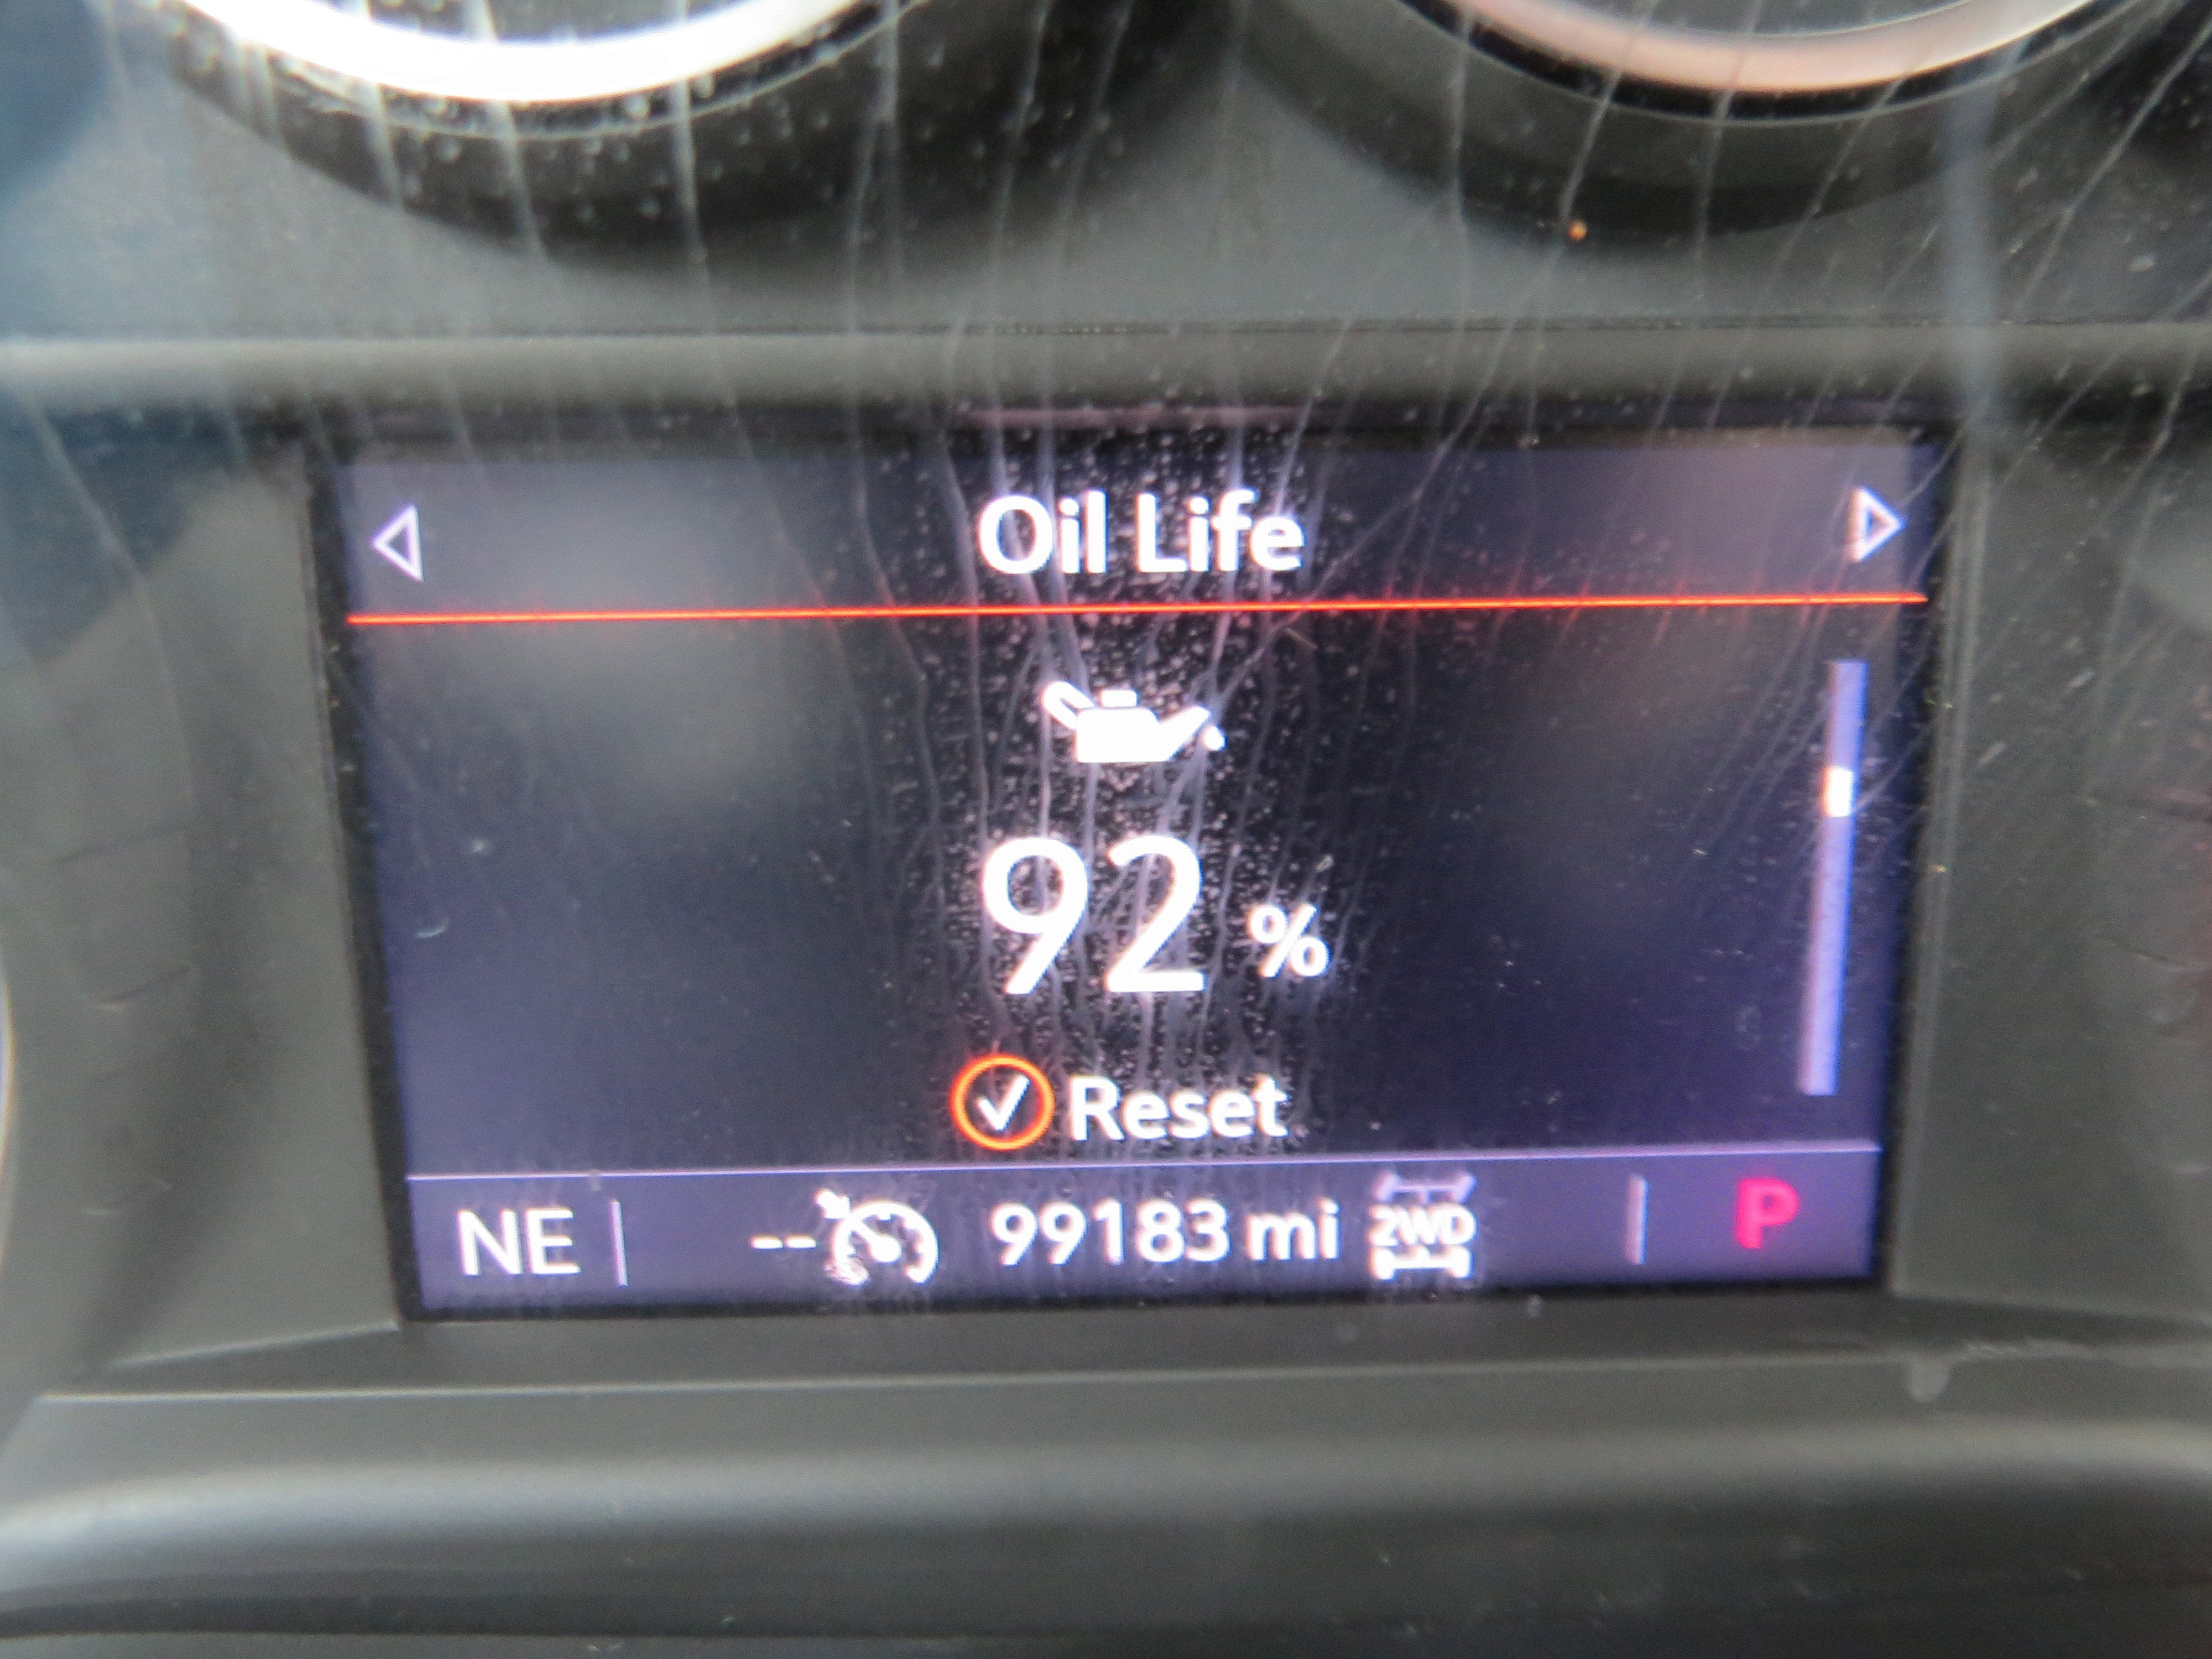 Oil Life
92 %
Reset
NE -- 99183 mi 2WD P